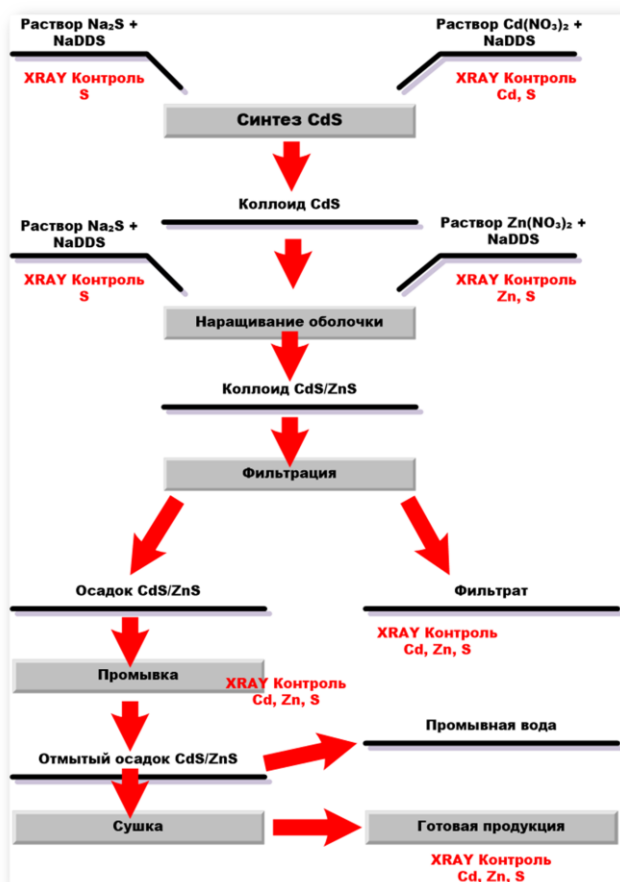 Раствор Na₂S +
NaDDS
XRAY Контроль
S
Раствор Cd(NO₃)₂ +
NaDDS
XRAY Контроль
Cd, S
Синтез CdS
Коллоид CdS
Раствор Na₂S +
NaDDS
XRAY Контроль
S
Раствор Zn(NO₃)₂ +
NaDDS
XRAY Контроль
Zn, S
Наращивание оболочки
Коллоид CdS/ZnS
Фильтрация
Осадок CdS/ZnS
Фильтрат
XRAY Контроль
Cd, Zn, S
Промывка
XRAY Контроль
Cd, Zn, S
Промывная вода
Отмытый осадок CdS/ZnS
Сушка
Готовая продукция
XRAY Контроль
Cd, Zn, S